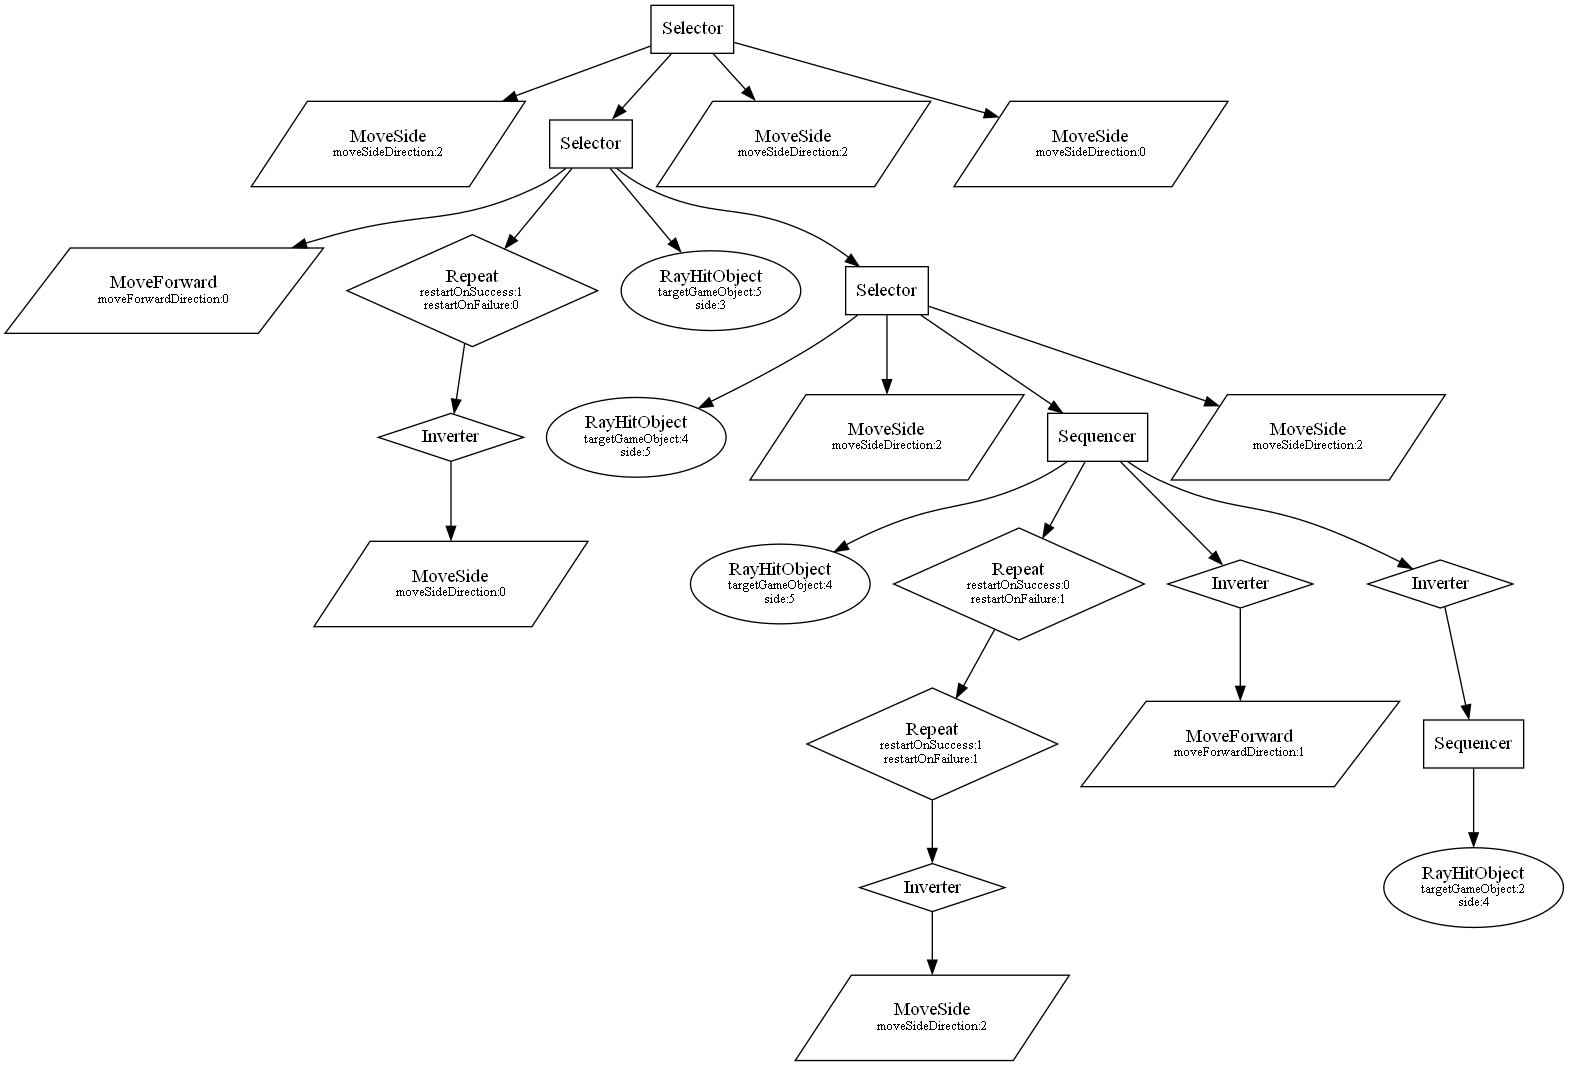 Selector
MoveSide
moveSideDirection:2
Selector
MoveSide
moveSideDirection:2
MoveSide
moveSideDirection:0
MoveForward
moveForwardDirection:0
Repeat
restartOnSuccess:1
restartOnFailure:0
RayHitObject
targetGameObject:5
side:3
Selector
Inverter
RayHitObject
targetGameObject:4
side:5
MoveSide
moveSideDirection:2
Sequencer
MoveSide
moveSideDirection:2
MoveSide
moveSideDirection:0
RayHitObject
targetGameObject:4
side:5
Repeat
restartOnSuccess:0
restartOnFailure:1
Inverter
Inverter
Repeat
restartOnSuccess:1
restartOnFailure:1
MoveForward
moveForwardDirection:1
Sequencer
Inverter
RayHitObject
targetGameObject:2
side:4
MoveSide
moveSideDirection:2